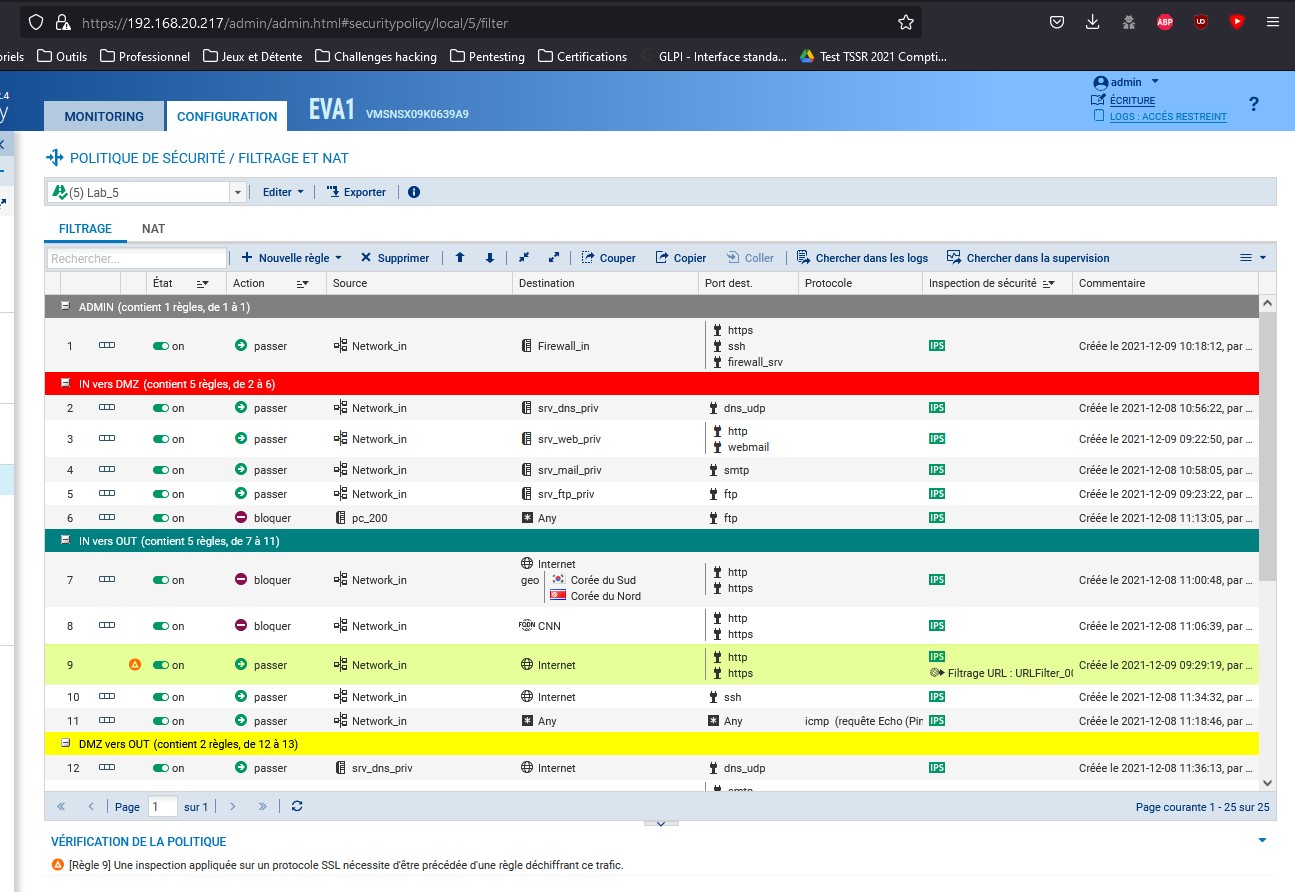 https://192.168.20.217/admin/admin.html#securitypolicy/local/5/filter
ABP
UD
riels Outils Professionnel Jeux et Détente Challenges hacking Pentesting Certifications GLPI - Interface standa... Test TSSR 2021 Compti...
.4
y
MONITORING CONFIGURATION EVA1 VMSNSX09K0639A9
admin
ÉCRITURE
LOGS : ACCÈS RESTREINT
?
POLITIQUE DE SÉCURITÉ / FILTRAGE ET NAT
(5) Lab_5 Editer Exporter
FILTRAGE NAT
Rechercher... Nouvelle règle Supprimer Couper Copier Coller Chercher dans les logs Chercher dans la supervision
État Action Source Destination Port dest. Protocole Inspection de sécurité Commentaire
ADMIN (contient 1 règles, de 1 à 1)
1 on passer Network_in Firewall_in https ssh firewall_srv IPS Créée le 2021-12-09 10:18:12, par ...
IN vers DMZ (contient 5 règles, de 2 à 6)
2 on passer Network_in srv_dns_priv dns_udp IPS Créée le 2021-12-08 10:56:22, par ...
3 on passer Network_in srv_web_priv http webmail IPS Créée le 2021-12-09 09:22:50, par ...
4 on passer Network_in srv_mail_priv smtp IPS Créée le 2021-12-08 10:58:05, par ...
5 on passer Network_in srv_ftp_priv ftp IPS Créée le 2021-12-09 09:23:22, par ...
6 on bloquer pc_200 Any ftp IPS Créée le 2021-12-08 11:13:05, par ...
IN vers OUT (contient 5 règles, de 7 à 11)
7 on bloquer Network_in Internet geo Corée du Sud Corée du Nord http https IPS Créée le 2021-12-08 11:00:48, par ...
8 on bloquer Network_in FQDN CNN http https IPS Créée le 2021-12-08 11:06:39, par ...
9 on passer Network_in Internet http https IPS Filtrage URL : URLFilter_00 Créée le 2021-12-09 09:29:19, par ...
10 on passer Network_in Internet ssh IPS Créée le 2021-12-08 11:34:32, par ...
11 on passer Network_in Any Any icmp (requête Echo (Pin IPS Créée le 2021-12-08 11:18:46, par ...
DMZ vers OUT (contient 2 règles, de 12 à 13)
12 on passer srv_dns_priv Internet dns_udp IPS Créée le 2021-12-08 11:36:13, par ...
smtp
Page 1 sur 1 Page courante 1 - 25 sur 25
VÉRIFICATION DE LA POLITIQUE
[Règle 9] Une inspection appliquée sur un protocole SSL nécessite d'être précédée d'une règle déchiffrant ce trafic.